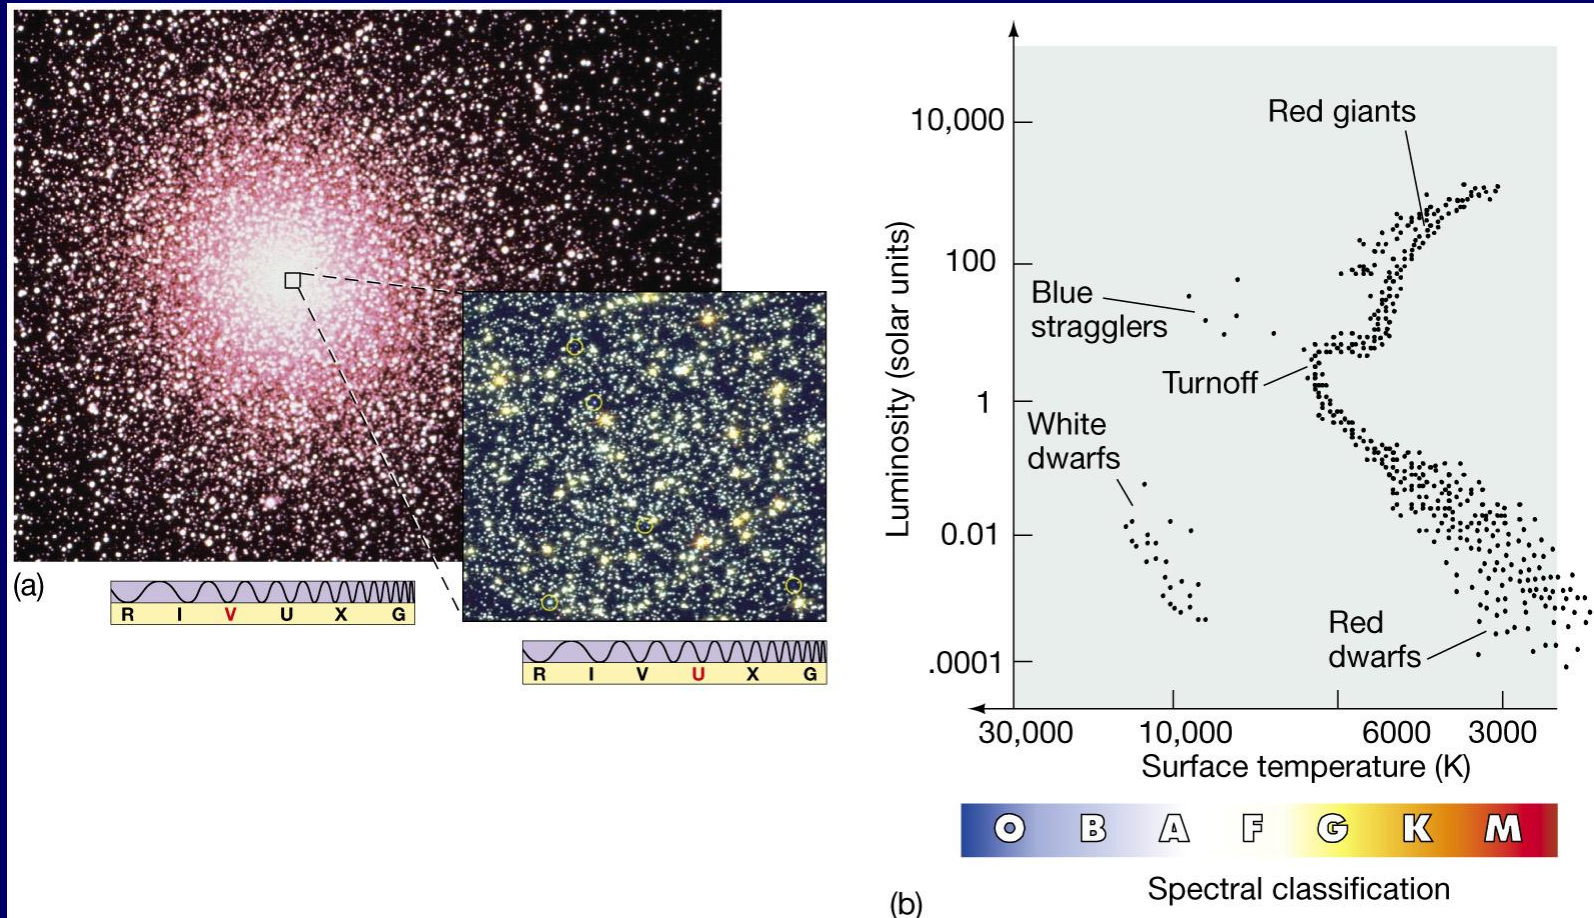 (a)
R I V U X G
R I V U X G
Luminosity (solar units)
10,000
100
1
0.01
.0001
Red giants
Blue
stragglers
Turnoff
White
dwarfs
Red
dwarfs
30,000 10,000 6000 3000
Surface temperature (K)
O B A F G K M
Spectral classification
(b)